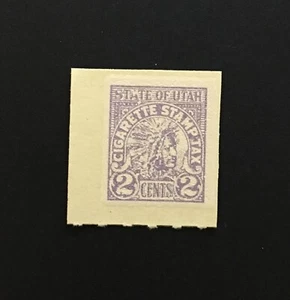 STATE OF UTAH
CIGARETTE STAMP TAX
2 CENTS 2